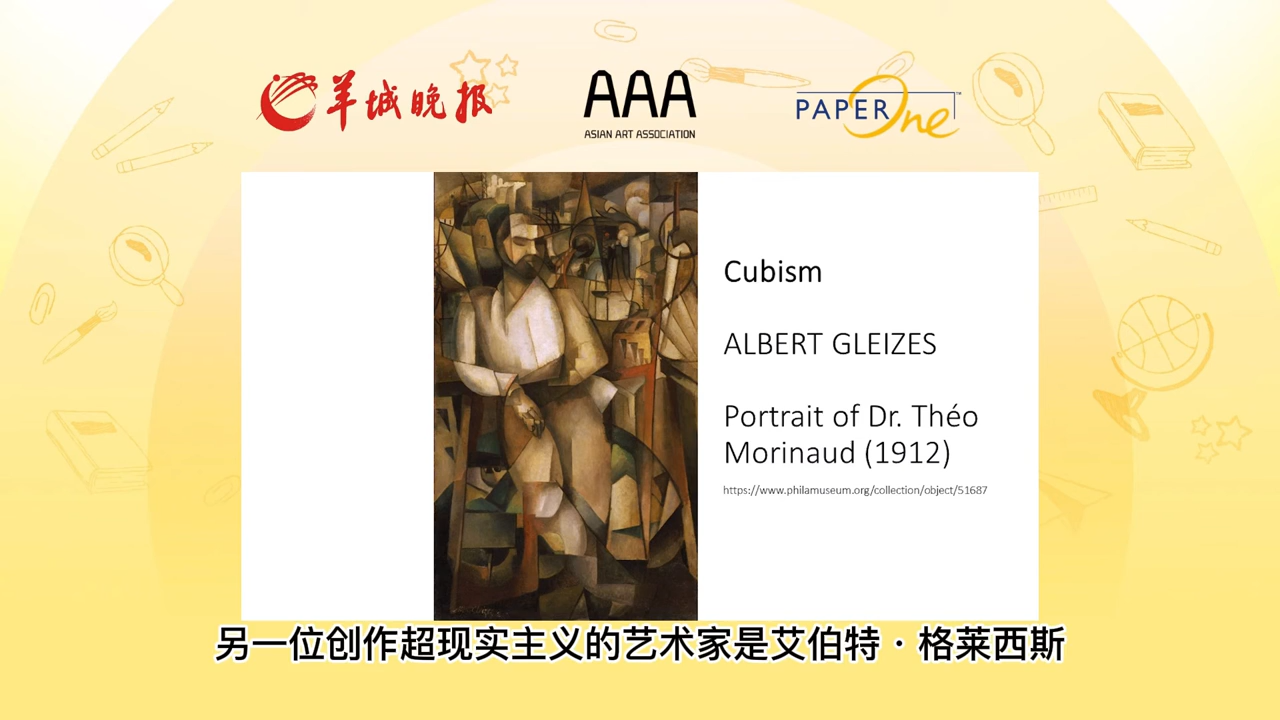 羊城晚报
AAA
ASIAN ART ASSOCIATION
PAPER One
Cubism
ALBERT GLEIZES
Portrait of Dr. Théo
Morinaud (1912)
https://www.philamuseum.org/collection/object/51687
另一位创作超现实主义的艺术家是艾伯特·格莱西斯